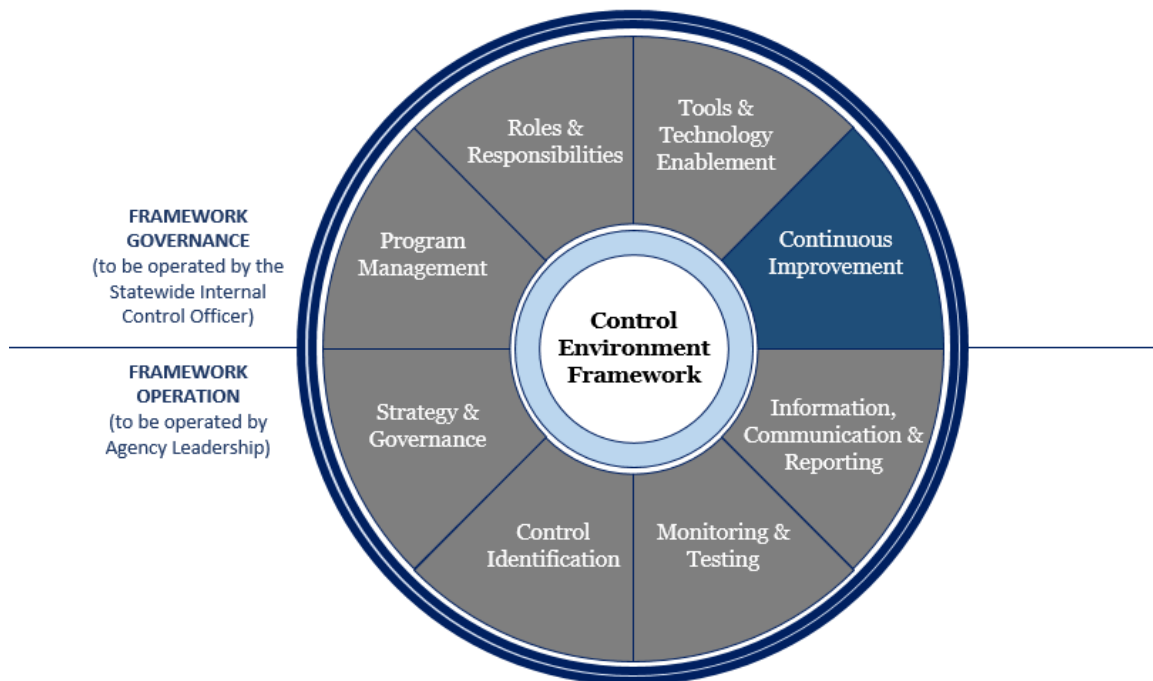 Roles &
Responsibilities
Tools &
Technology
Enablement
FRAMEWORK
GOVERNANCE
(to be operated by the
Statewide Internal
Control Officer)
Program
Management
Continuous
Improvement
Control
Environment
Framework
FRAMEWORK
OPERATION
(to be operated by
Agency Leadership)
Strategy &
Governance
Information,
Communication &
Reporting
Control
Identification
Monitoring &
Testing